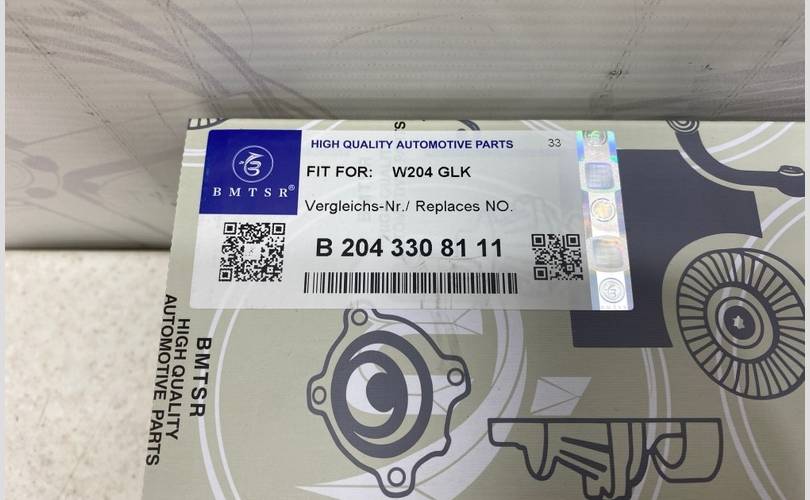 HIGH QUALITY AUTOMOTIVE PARTS 33
FIT FOR: W204 GLK
BMTSR®
Vergleichs-Nr./ Replaces NO.
B 204 330 81 11
BMTSR
HIGH QUALITY
AUTOMOTIVE PARTS